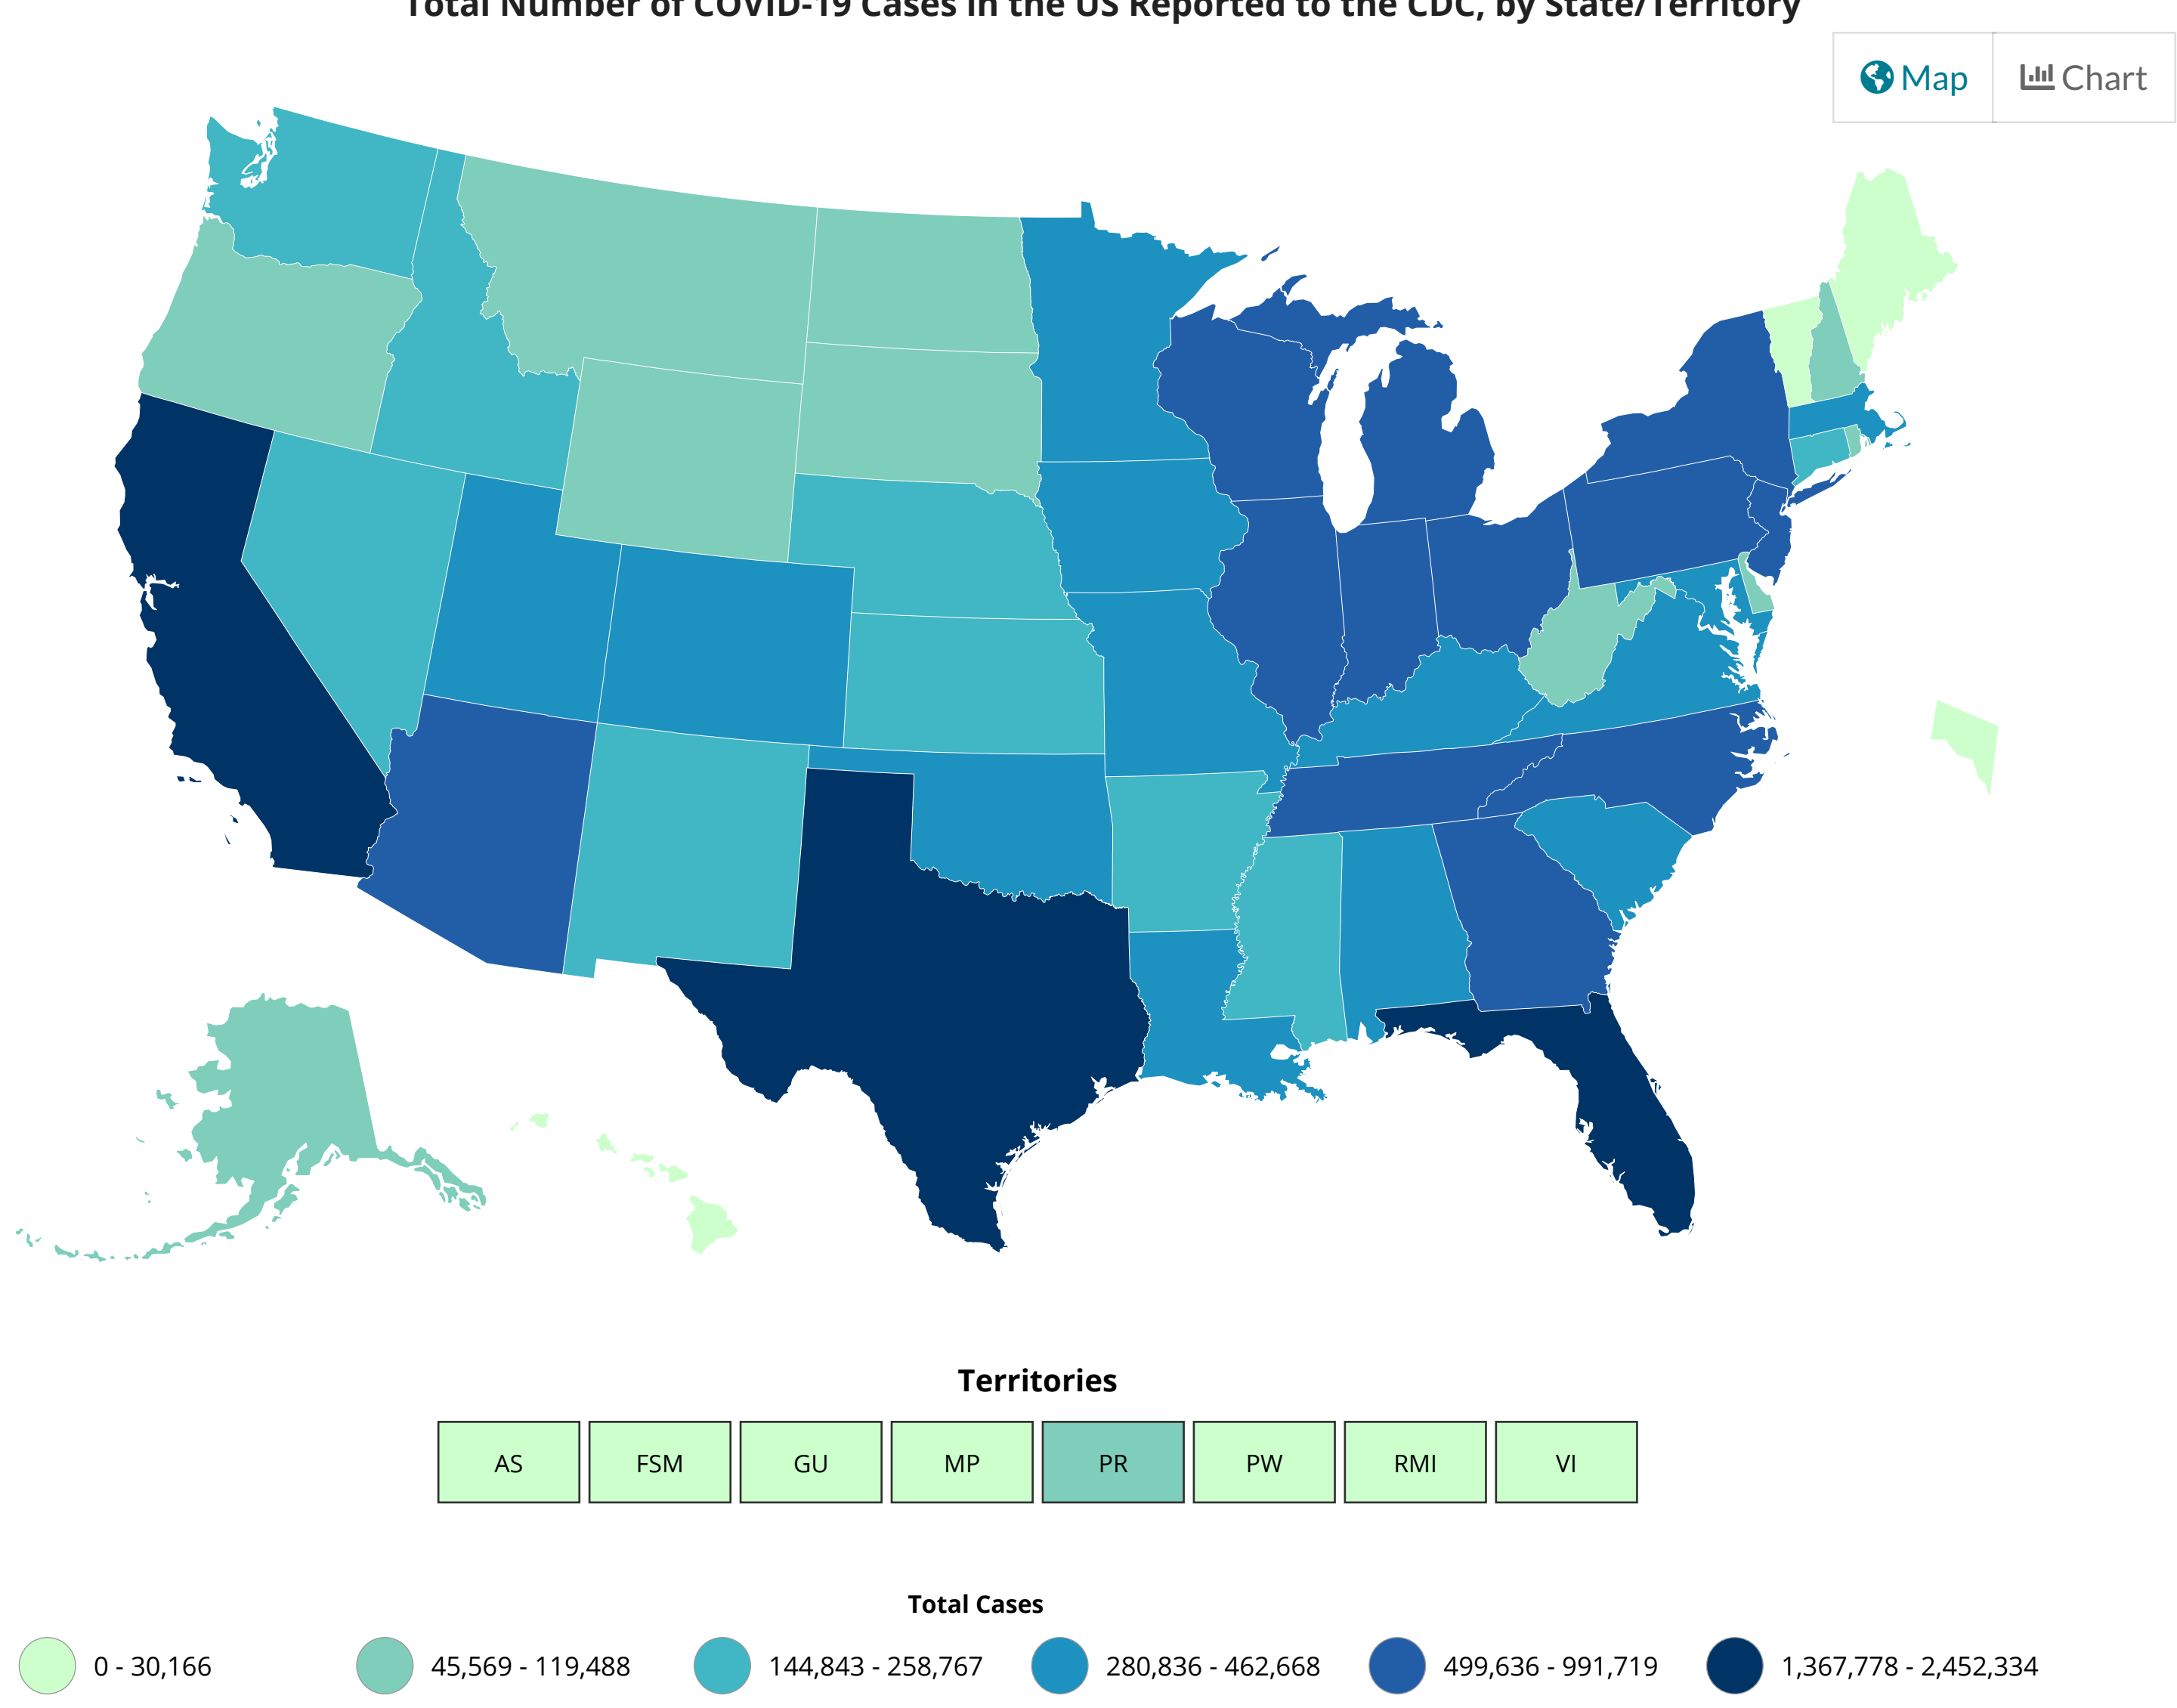 Total Number of COVID-19 Cases in the US Reported to the CDC, by State/Territory
Map
Chart
Territories
AS
FSM
GU
MP
PR
PW
RMI
VI
Total Cases
0 - 30,166
45,569 - 119,488
144,843 - 258,767
280,836 - 462,668
499,636 - 991,719
1,367,778 - 2,452,334